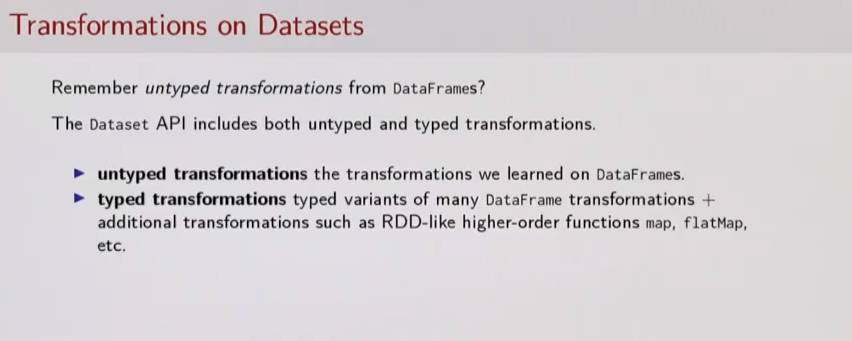 Transformations on Datasets
Remember untyped transformations from DataFrames?
The Dataset API includes both untyped and typed transformations.
▶ untyped transformations the transformations we learned on DataFrames.
▶ typed transformations typed variants of many DataFrame transformations +
additional transformations such as RDD-like higher-order functions map, flatMap,
etc.